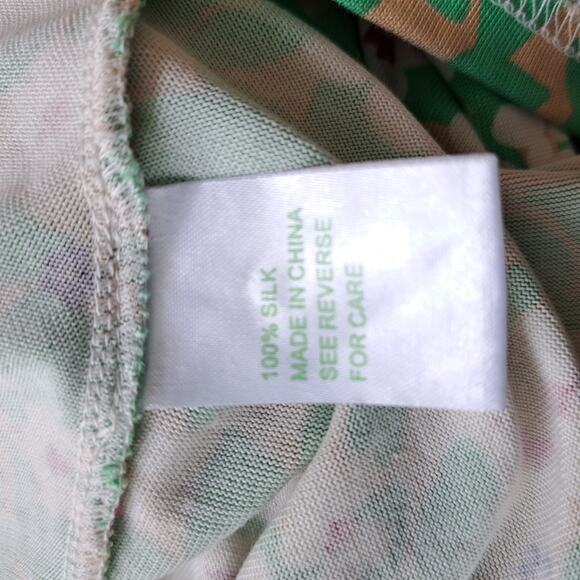 100% SILK
MADE IN CHINA
SEE REVERSE
FOR CARE